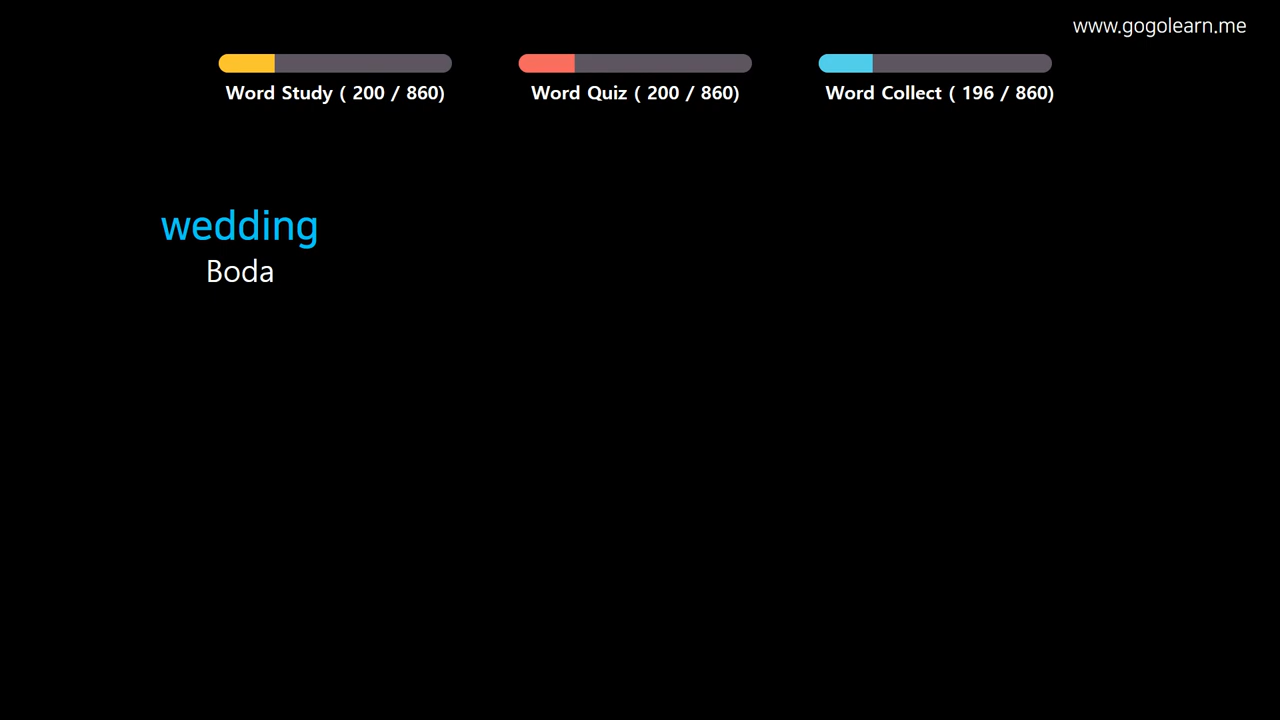 www.gogolearn.me
Word Study ( 200 / 860)
Word Quiz ( 200 / 860)
Word Collect ( 196 / 860)
wedding
Boda